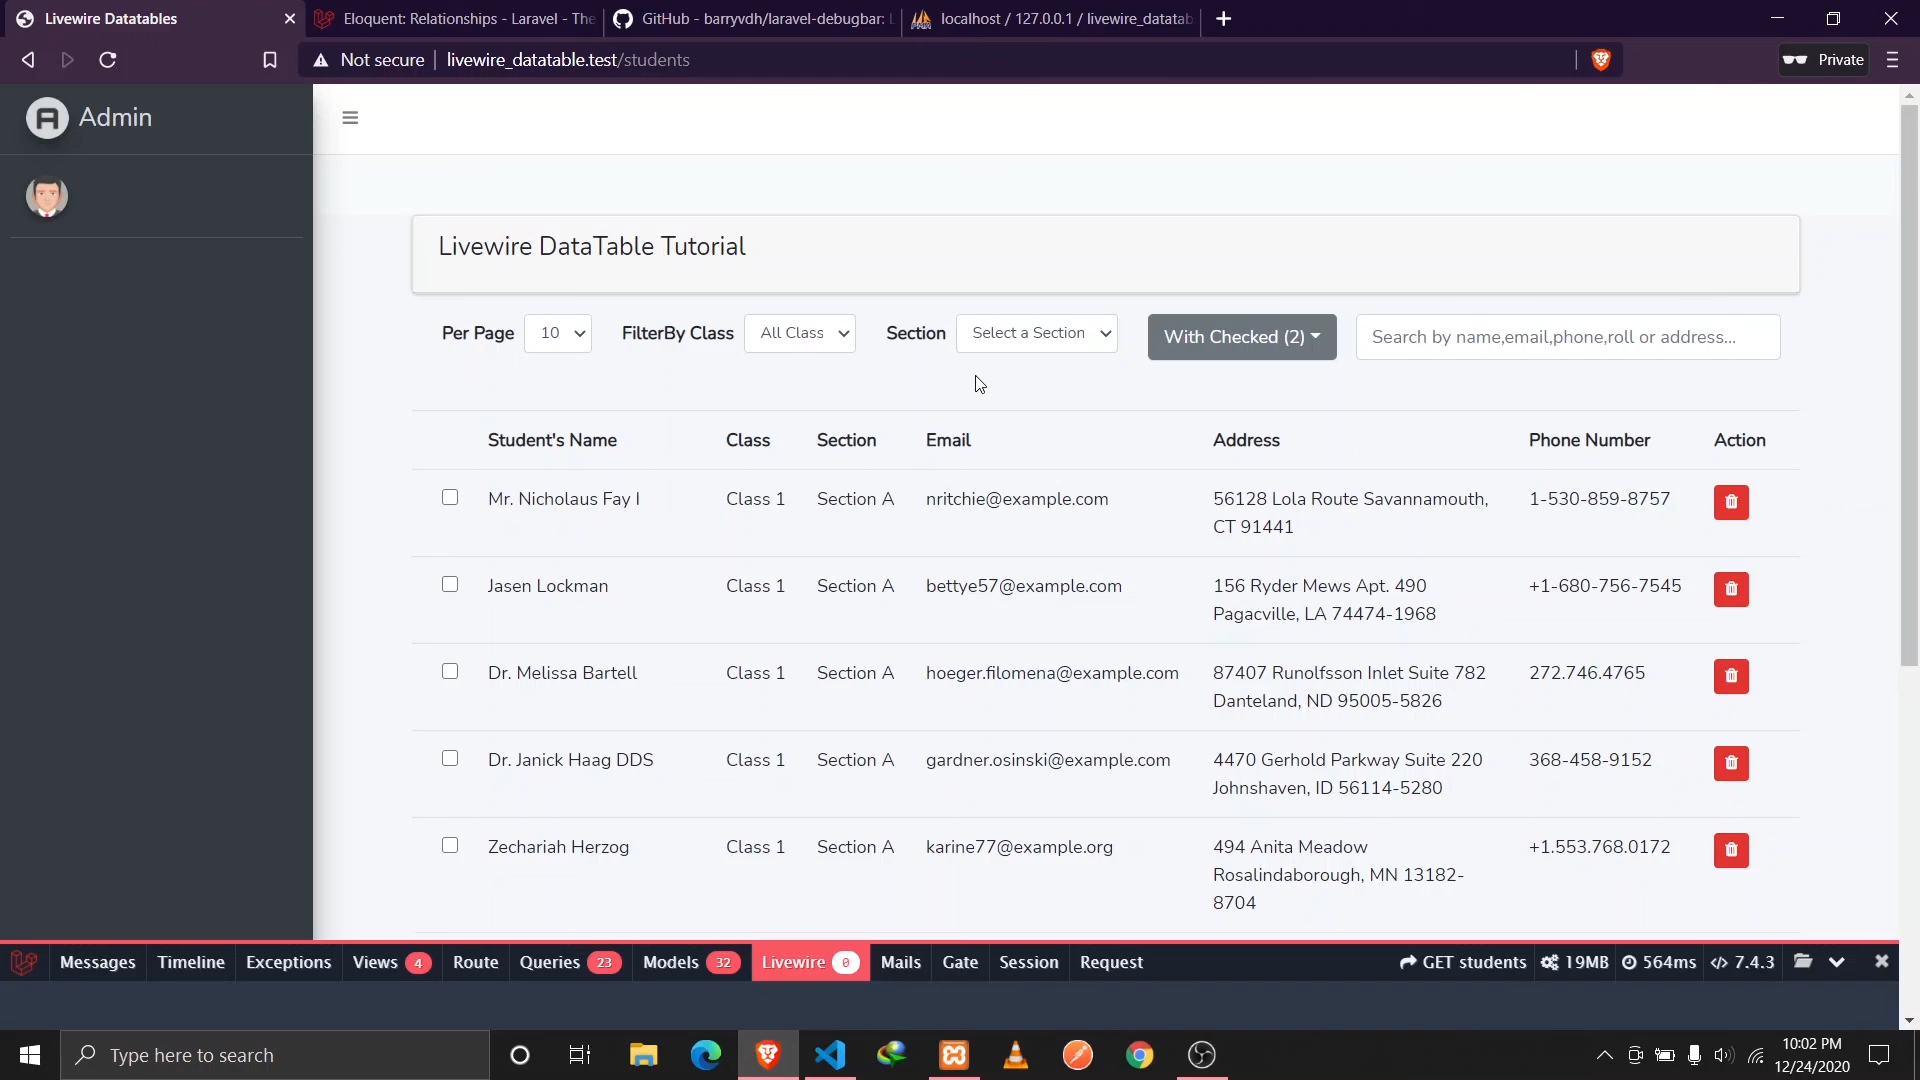 Livewire Datatables
Eloquent: Relationships - Laravel - The
GitHub - barryvdh/laravel-debugbar: L
localhost / 127.0.0.1 / livewire_datatab
Not secure
livewire_datatable.test/students
Private
Admin
Livewire DataTable Tutorial
Per Page 10 FilterBy Class All Class Section Select a Section With Checked (2) Search by name,email,phone,roll or address...
Student's Name Class Section Email Address Phone Number Action
Mr. Nicholaus Fay I Class 1 Section A nritchie@example.com 56128 Lola Route Savannamouth, 1-530-859-8757
CT 91441
Jasen Lockman Class 1 Section A bettye57@example.com 156 Ryder Mews Apt. 490 +1-680-756-7545
Pagacville, LA 74474-1968
Dr. Melissa Bartell Class 1 Section A hoeger.filomena@example.com 87407 Runolfsson Inlet Suite 782 272.746.4765
Danteland, ND 95005-5826
Dr. Janick Haag DDS Class 1 Section A gardner.osinski@example.com 4470 Gerhold Parkway Suite 220 368-458-9152
Johnshaven, ID 56114-5280
Zechariah Herzog Class 1 Section A karine77@example.org 494 Anita Meadow +1.553.768.0172
Rosalindaborough, MN 13182-
8704
Messages Timeline Exceptions Views 4 Route Queries 23 Models 32 Livewire 0 Mails Gate Session Request GET students 19MB 564ms 7.4.3
Type here to search
10:02 PM
12/24/2020